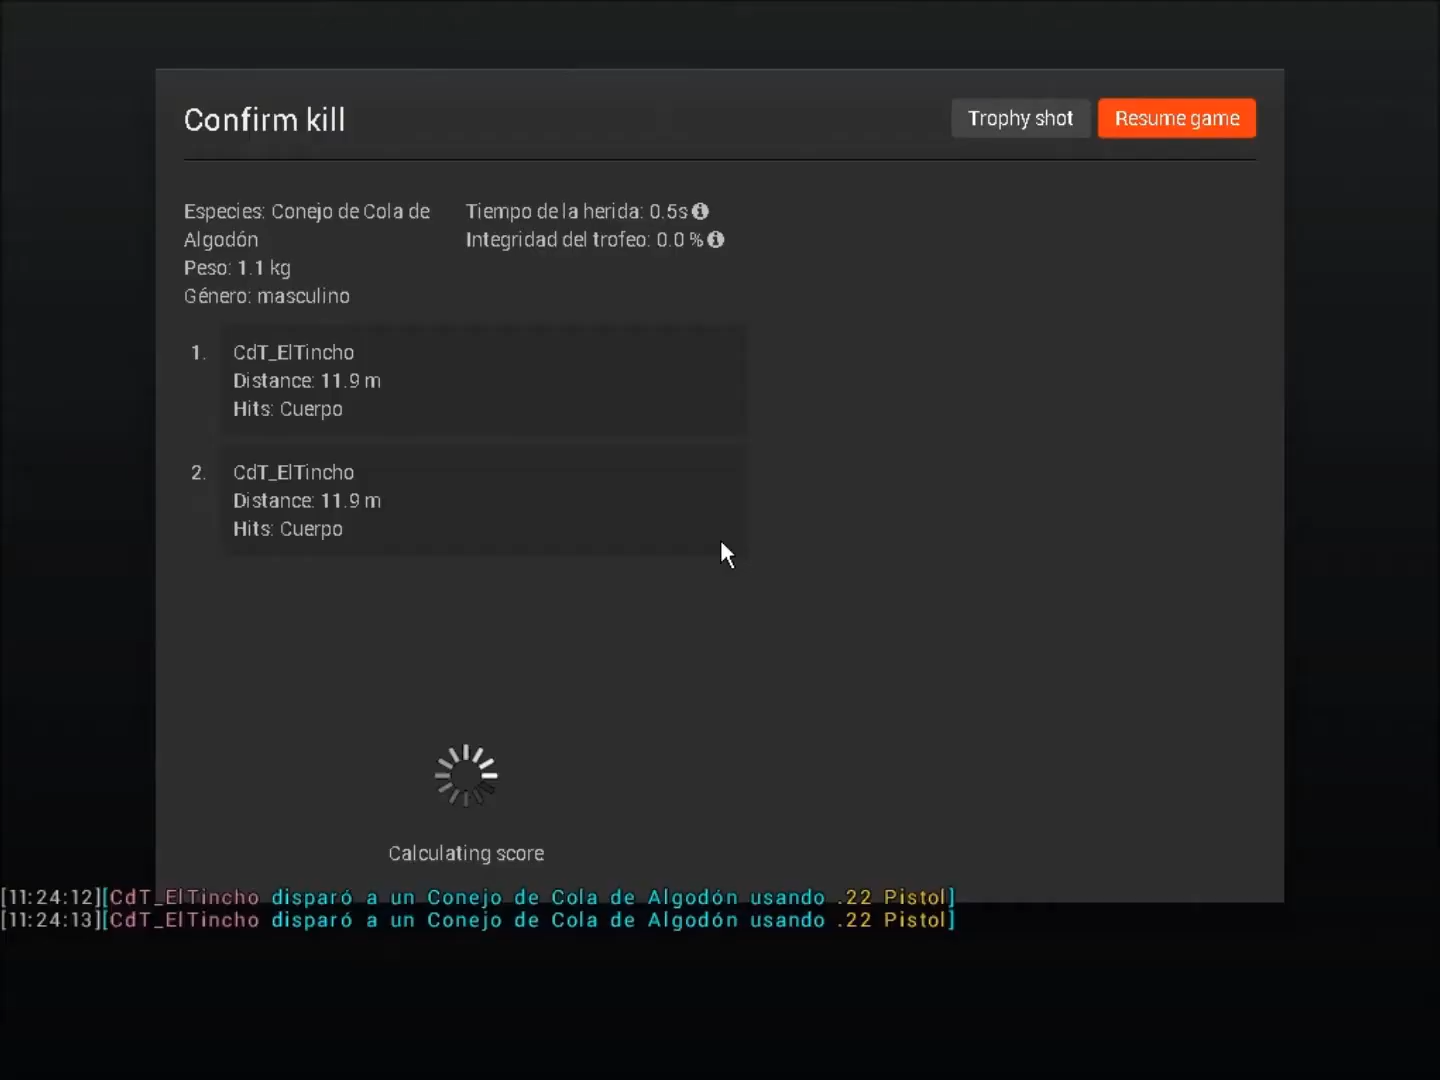 Confirm kill
Trophy shot
Resume game
Especies: Conejo de Cola de
Algodón
Peso: 1.1 kg
Género: masculino
Tiempo de la herida: 0.5s
Integridad del trofeo: 0.0 %
1.
CdT_ElTincho
Distance: 11.9 m
Hits: Cuerpo
2.
CdT_ElTincho
Distance: 11.9 m
Hits: Cuerpo
Calculating score
[11:24:12][CdT_ElTincho disparó a un Conejo de Cola de Algodón usando .22 Pistol]
[11:24:13][CdT_ElTincho disparó a un Conejo de Cola de Algodón usando .22 Pistol]